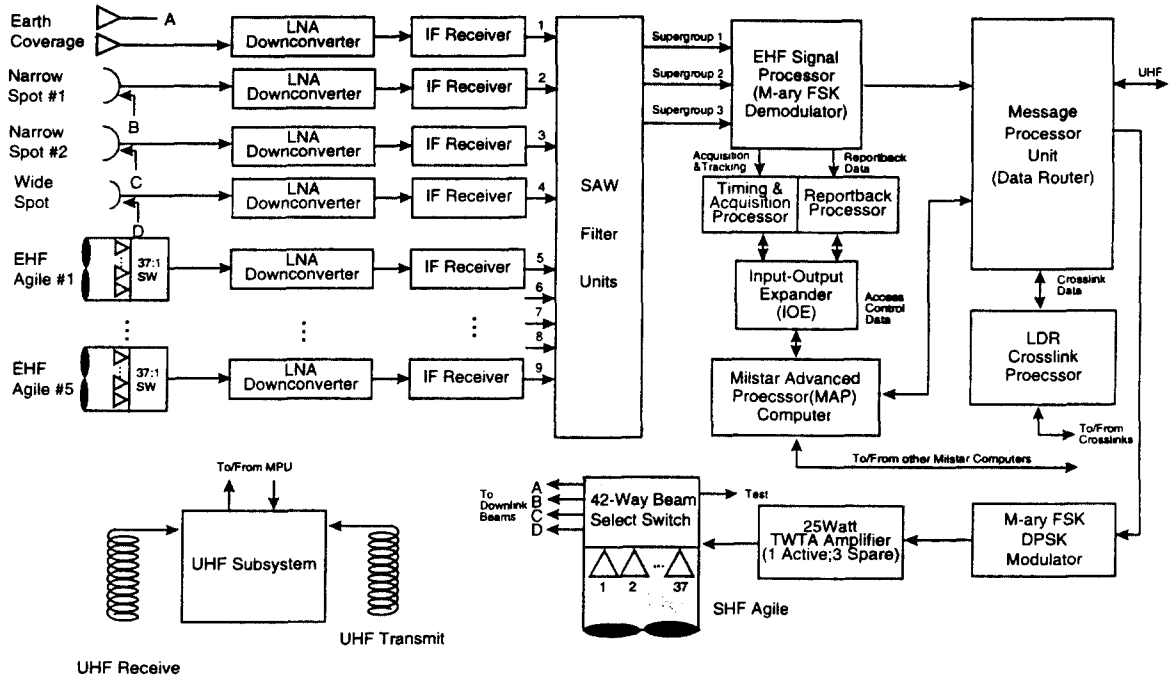 Earth
Coverage
A
LNA
Downconverter
IF Receiver
1
Narrow
Spot #1
B
LNA
Downconverter
IF Receiver
2
Narrow
Spot #2
C
LNA
Downconverter
IF Receiver
3
Wide
Spot
D
LNA
Downconverter
IF Receiver
4
EHF
Agile #1
37:1
SW
LNA
Downconverter
IF Receiver
5
6
7
8
EHF
Agile #5
37:1
SW
LNA
Downconverter
IF Receiver
9
SAW
Filter
Units
Supergroup 1
Supergroup 2
Supergroup 3
EHF Signal
Processor
(M-ary FSK
Demodulator)
Acquisition
&Tracking
Reportback
Data
Timing &
Acquisition
Processor
Reportback
Processor
Input-Output
Expander
(IOE)
Access
Control
Data
Milstar Advanced
Proecssor(MAP)
Computer
To/From other Milstar Computers
Message
Processor
Unit
(Data Router)
UHF
Crosslink
Data
LDR
Crosslink
Proecssor
To/From
Crosslinks
To/From MPU
UHF Subsystem
UHF Receive
UHF Transmit
To
Downlink
Beams
A
B
C
D
42-Way Beam
Select Switch
Test
1
2
...
37
SHF Agile
25Watt
TWTA Amplifier
(1 Active;3 Spare)
M-ary FSK
DPSK
Modulator